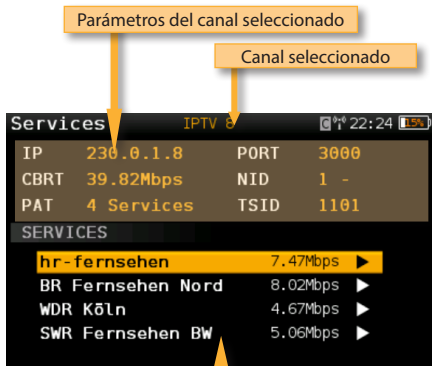 Parámetros del canal seleccionado
Canal seleccionado
Services IPTV 8 C 22:24 15%
IP 230.0.1.8 PORT 3000
CBRT 39.82Mbps NID 1 -
PAT 4 Services TSID 1101
SERVICES
hr-fernsehen 7.47Mbps
BR Fernsehen Nord 8.02Mbps
WDR Köln 4.67Mbps
SWR Fernsehen BW 5.06Mbps